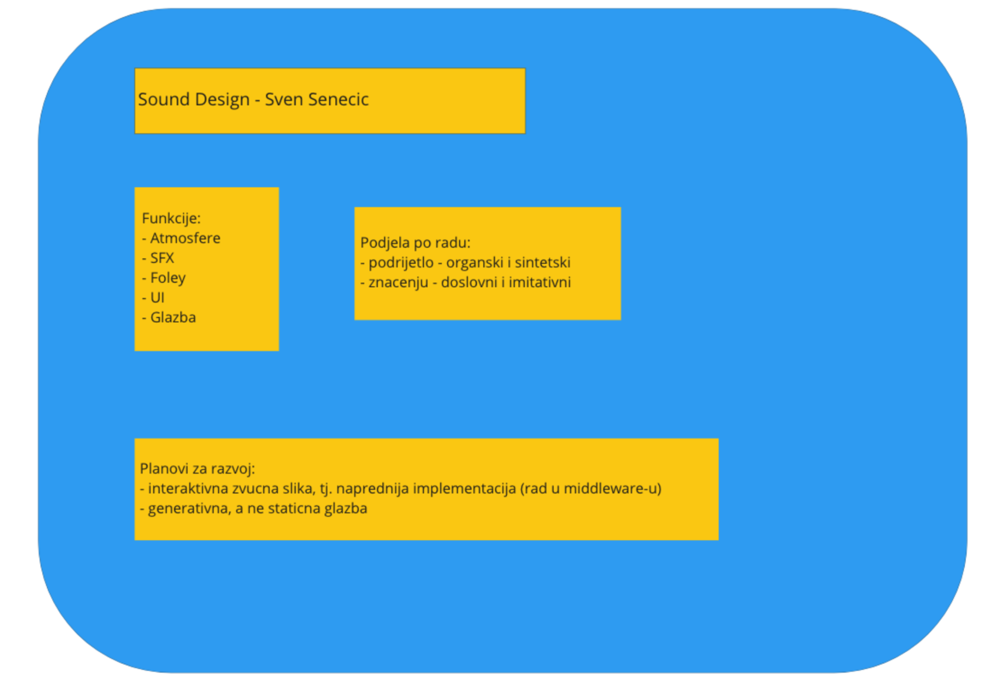 Sound Design - Sven Senecic
Funkcije:
- Atmosfere
- SFX
- Foley
- UI
- Glazba
Podjela po radu:
- podrijetlo - organski i sintetski
- znacenju - doslovni i imitativni
Planovi za razvoj:
- interaktivna zvucna slika, tj. naprednija implementacija (rad u middleware-u)
- generativna, a ne staticna glazba